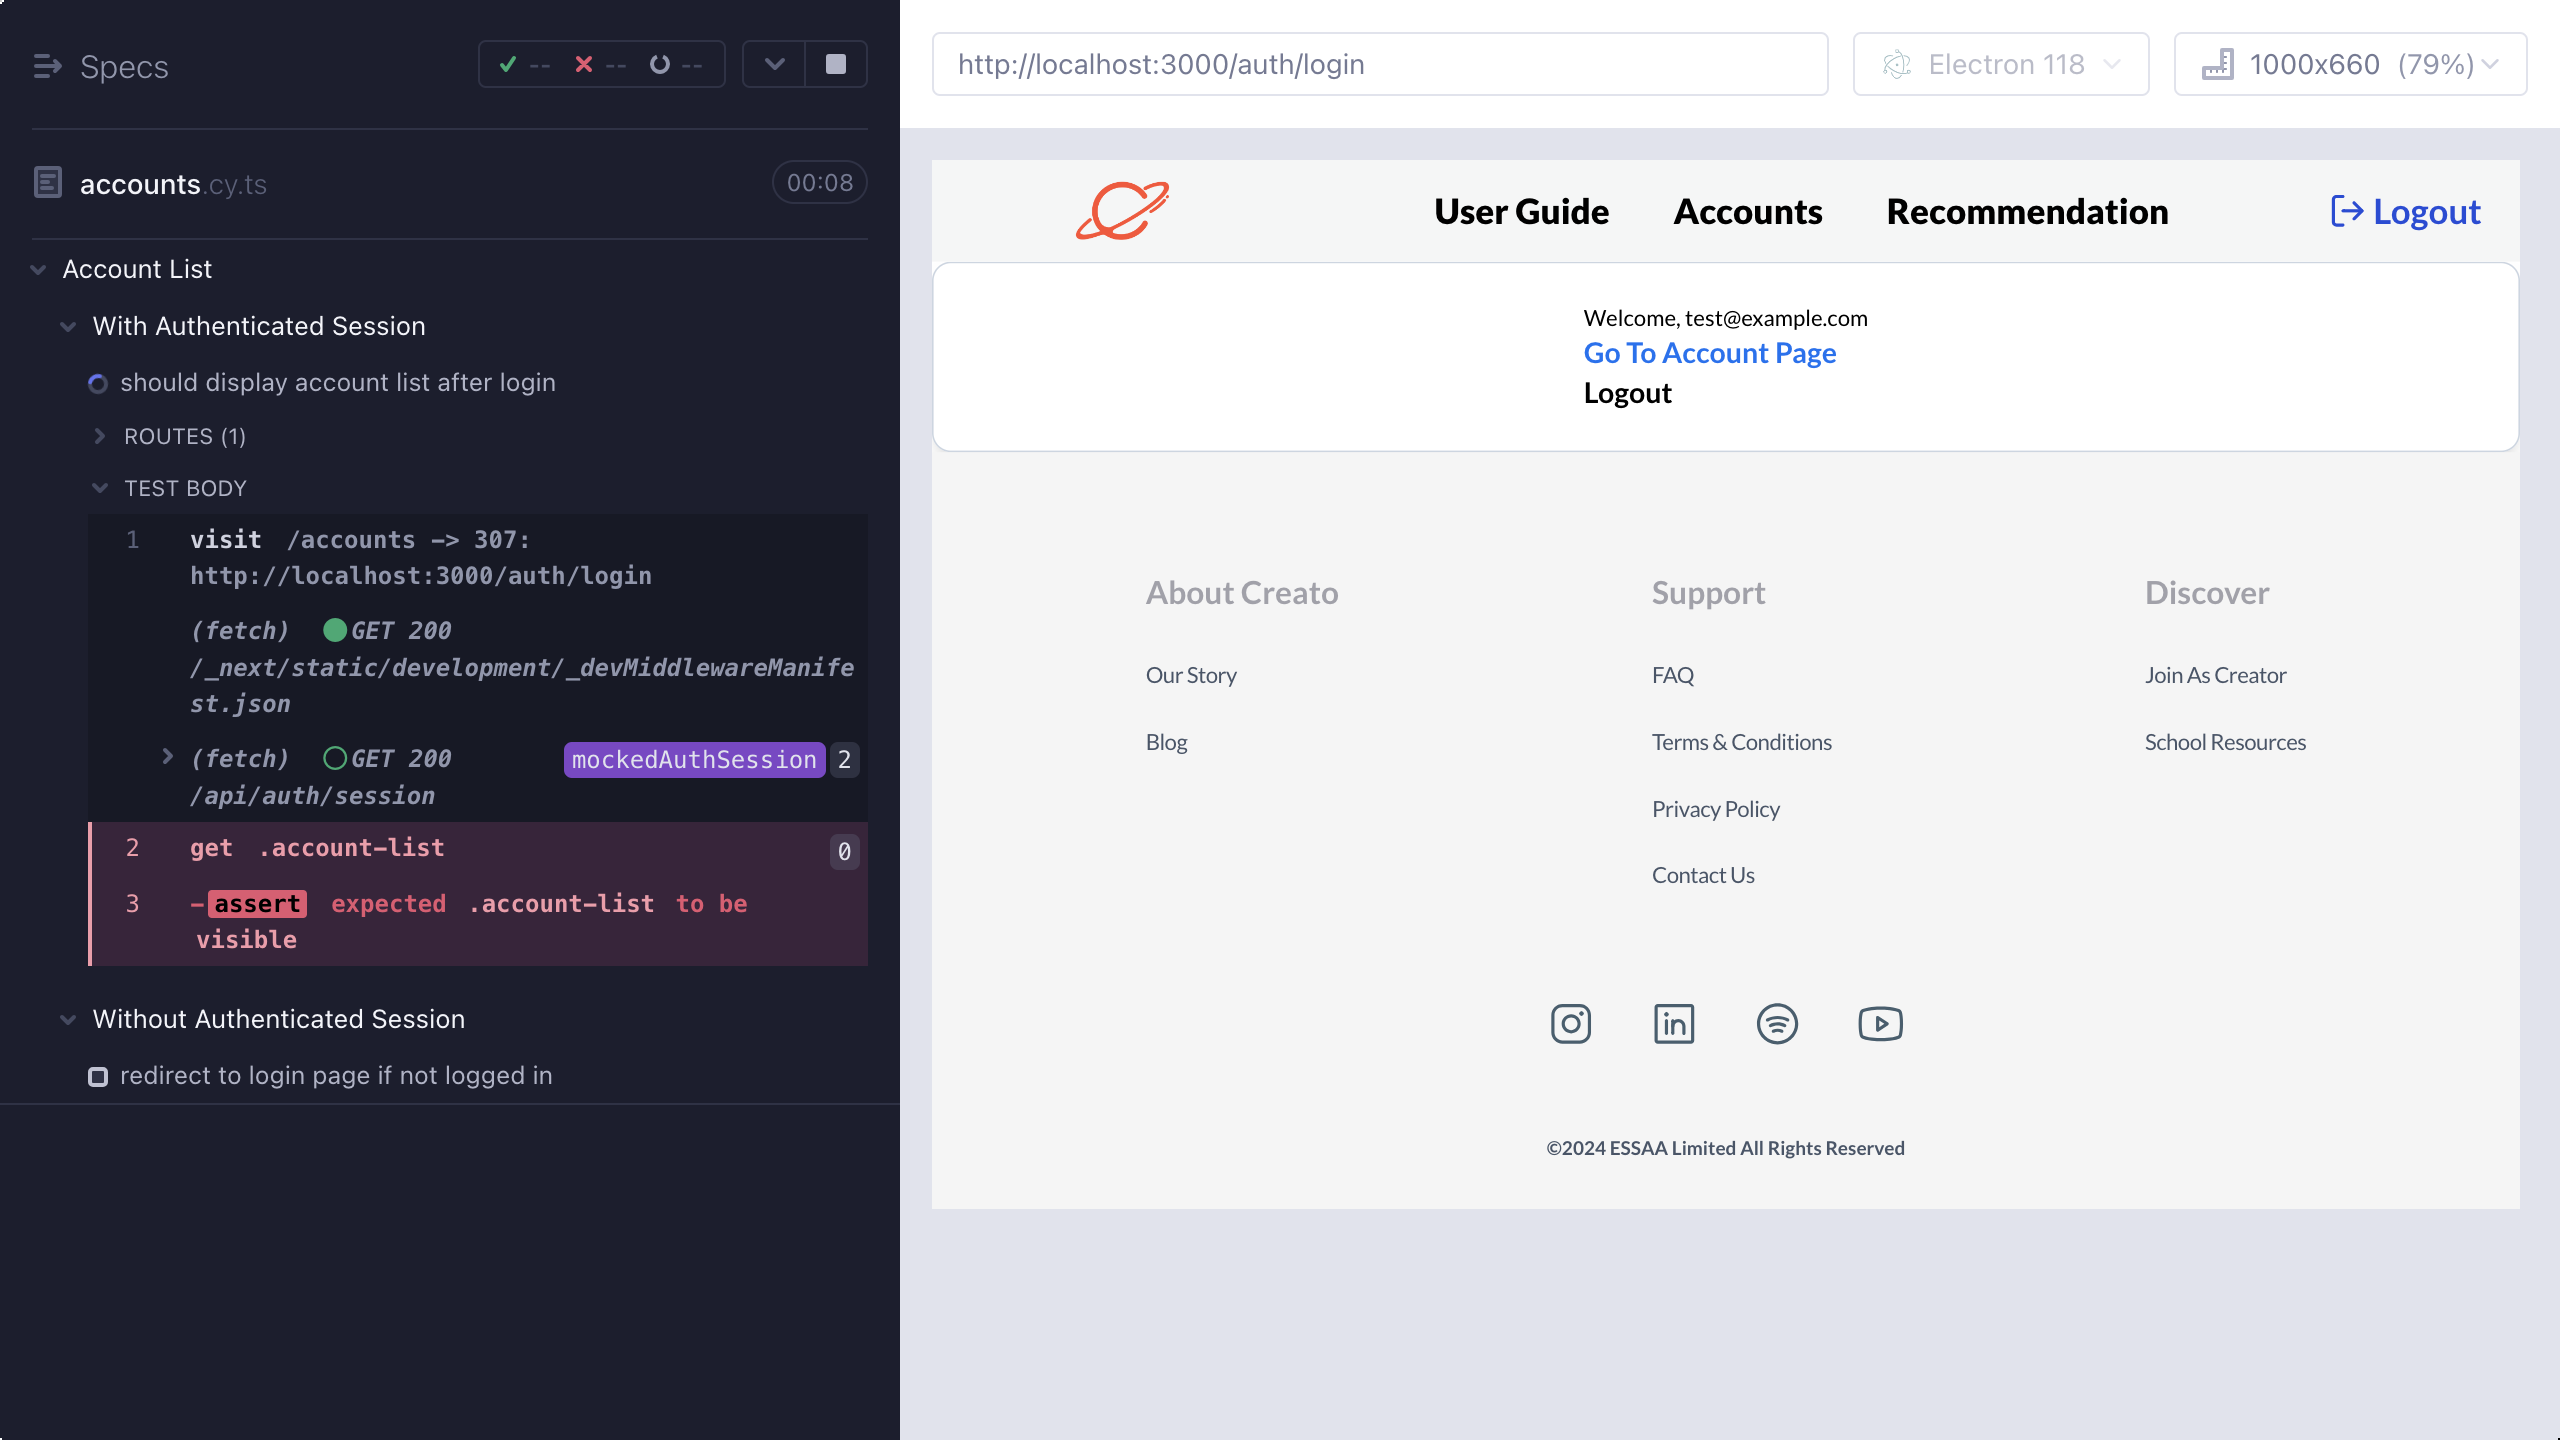 Specs
-- -- --
accounts.cy.ts
00:08
Account List
With Authenticated Session
should display account list after login
ROUTES (1)
TEST BODY
1 visit /accounts -> 307:
http://localhost:3000/auth/login
(fetch) GET 200
/_next/static/development/_devMiddlewareManife
st.json
(fetch) GET 200 mockedAuthSession 2
/api/auth/session
2 get .account-list 0
3 -assert expected .account-list to be
visible
Without Authenticated Session
redirect to login page if not logged in
http://localhost:3000/auth/login
Electron 118
1000x660 (79%)
User Guide
Accounts
Recommendation
Logout
Welcome, test@example.com
Go To Account Page
Logout
About Creato
Our Story
Blog
Support
FAQ
Terms & Conditions
Privacy Policy
Contact Us
Discover
Join As Creator
School Resources
in
©2024 ESSAA Limited All Rights Reserved